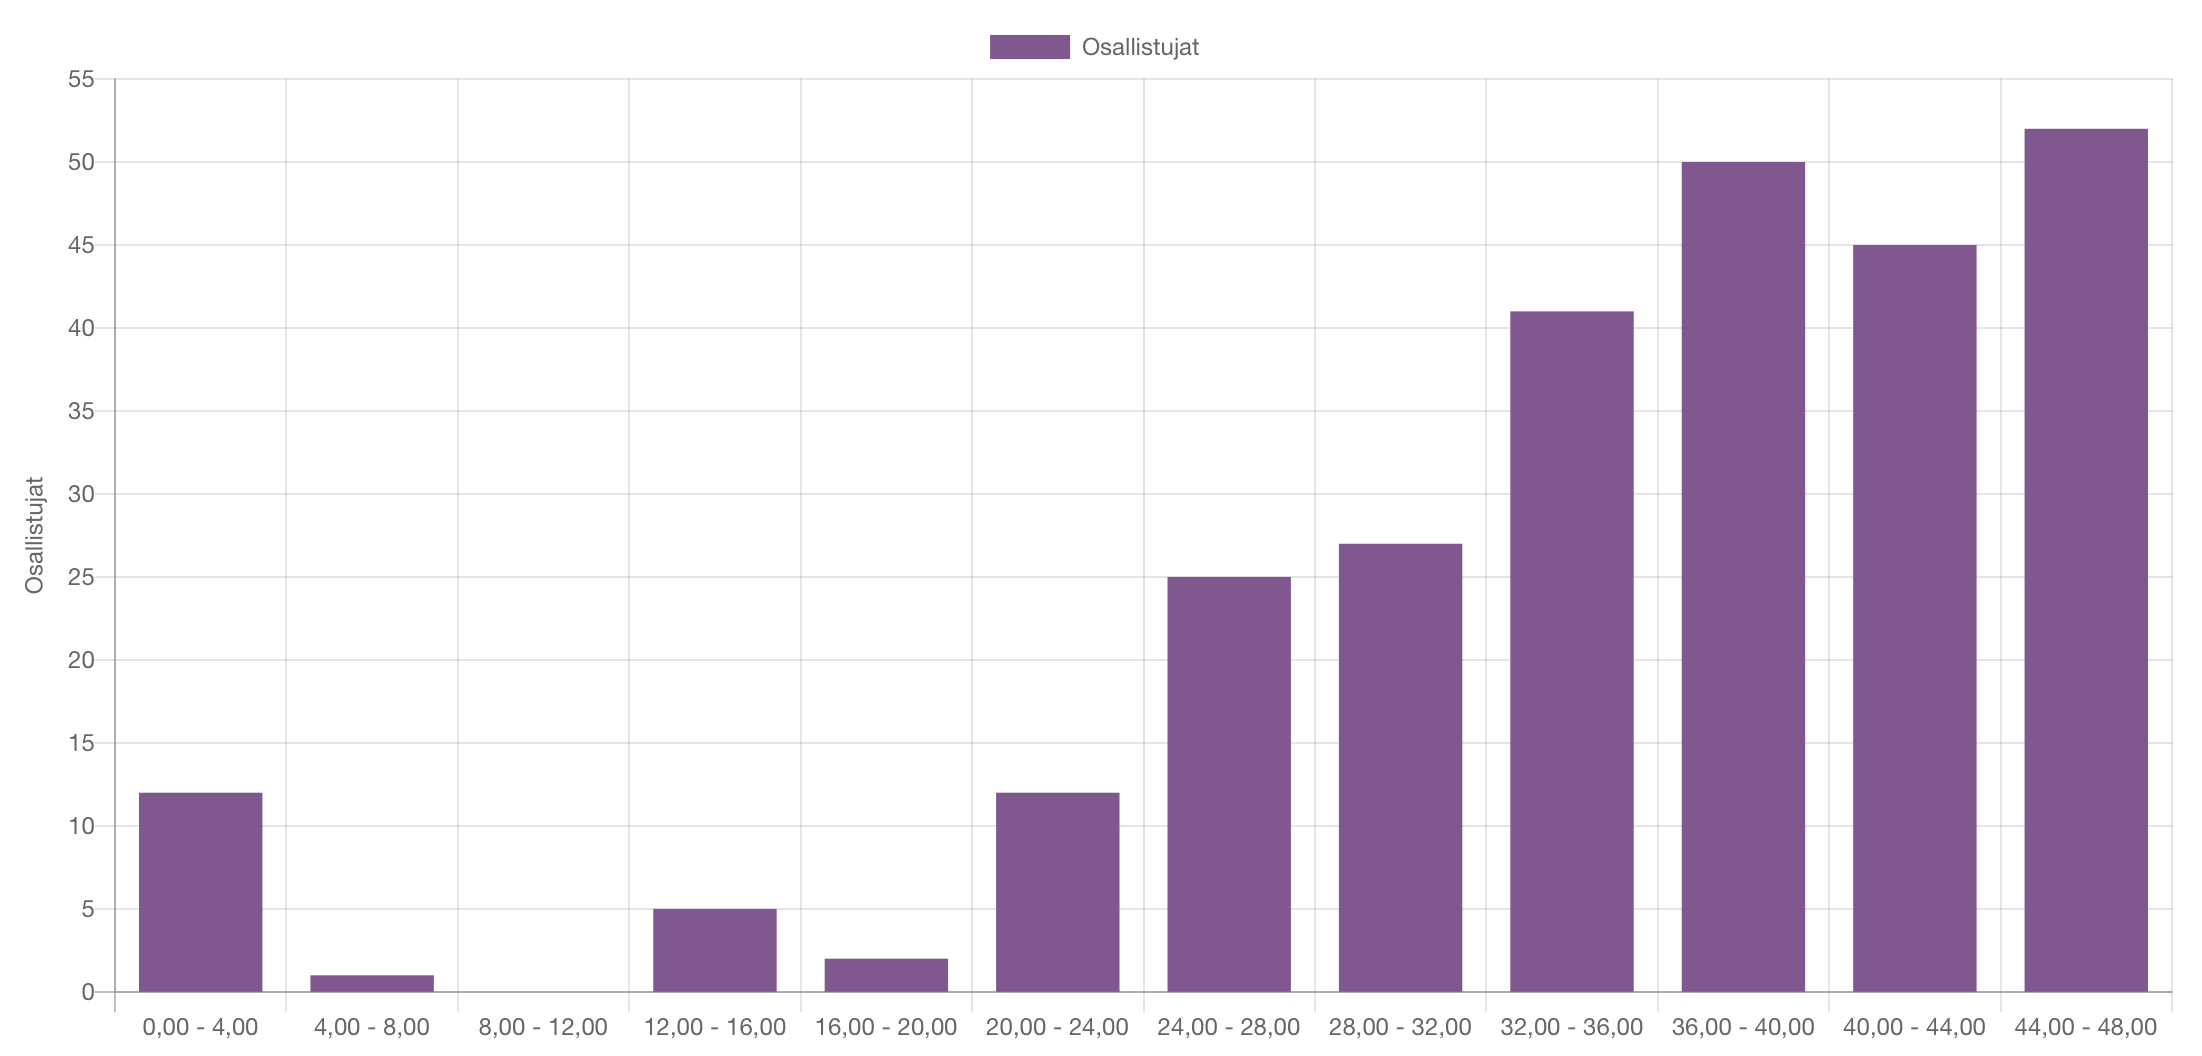 Osallistujat
55
50
45
40
35
30
25
20
15
10
5
0
Osallistujat
0,00 - 4,00
4,00 - 8,00
8,00 - 12,00
12,00 - 16,00
16,00 - 20,00
20,00 - 24,00
24,00 - 28,00
28,00 - 32,00
32,00 - 36,00
36,00 - 40,00
40,00 - 44,00
44,00 - 48,00